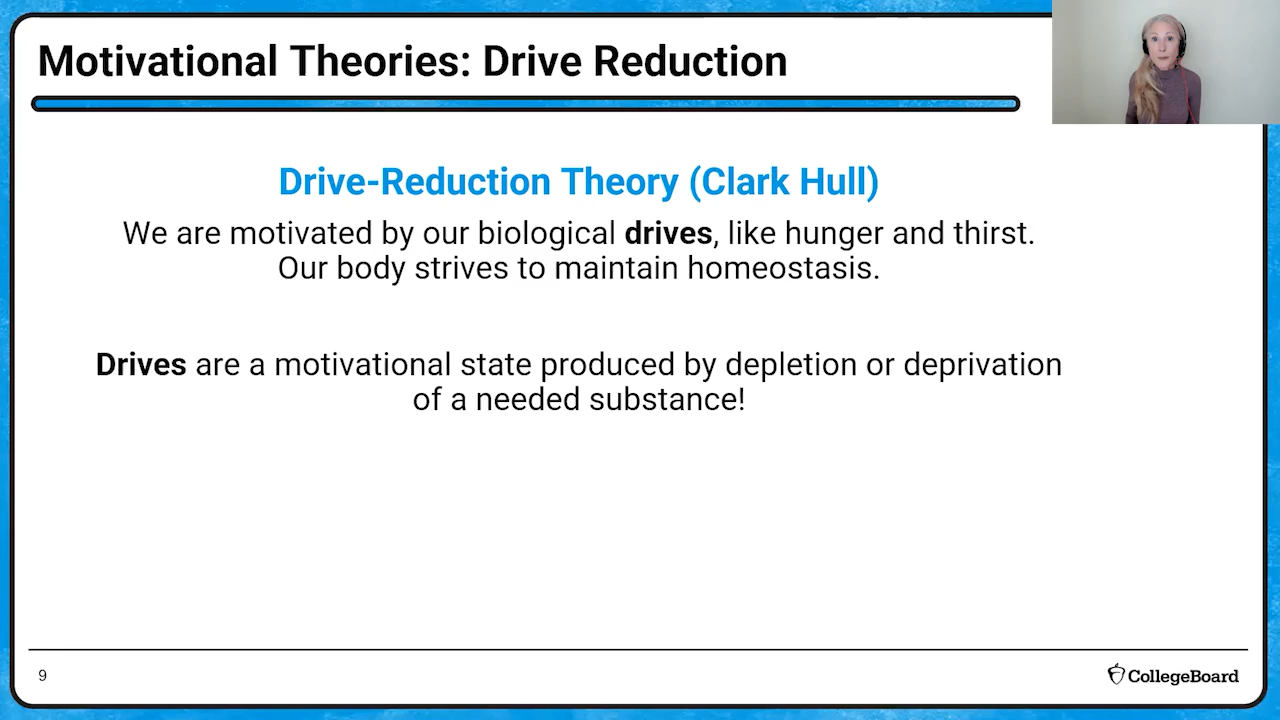 Motivational Theories: Drive Reduction
Drive-Reduction Theory (Clark Hull)
We are motivated by our biological drives, like hunger and thirst.
Our body strives to maintain homeostasis.
Drives are a motivational state produced by depletion or deprivation
of a needed substance!
9
CollegeBoard